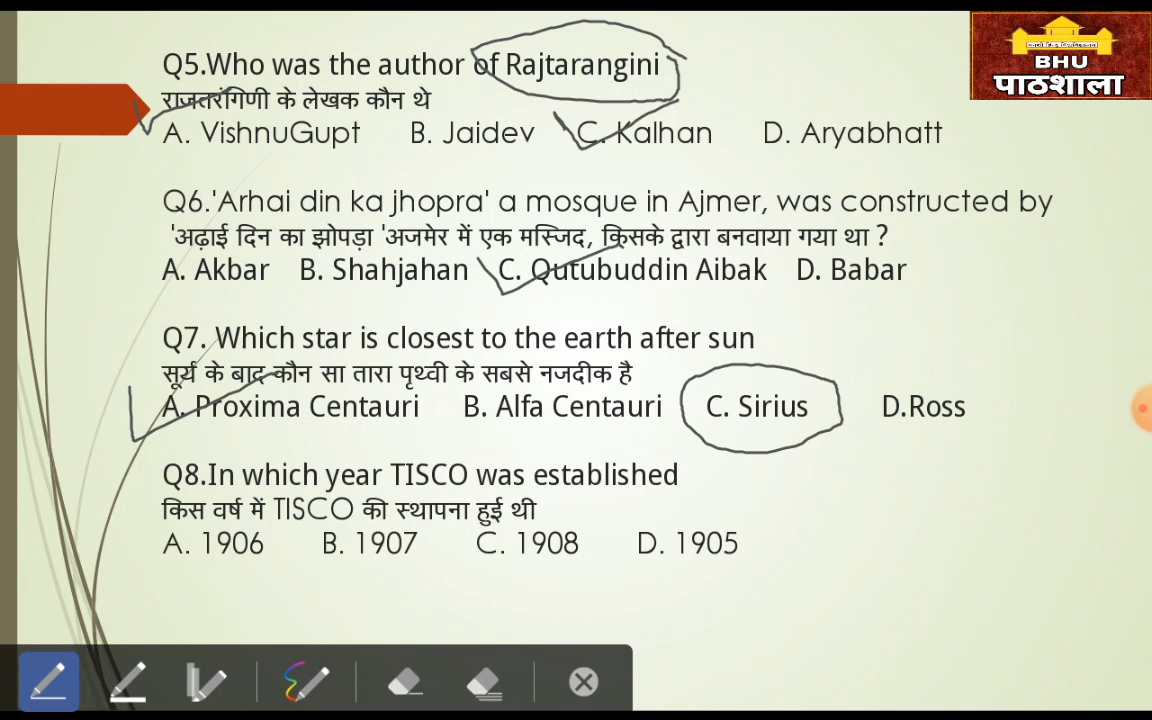 Q5.Who was the author of Rajtarangini
राजतरंगिणी के लेखक कौन थे
A. VishnuGupt B. Jaidev C. Kalhan D. Aryabhatt
Q6.'Arhai din ka jhopra' a mosque in Ajmer, was constructed by
'अढ़ाई दिन का झोपड़ा 'अजमेर में एक मस्जिद, किसके द्वारा बनवाया गया था ?
A. Akbar B. Shahjahan C. Qutubuddin Aibak D. Babar
Q7. Which star is closest to the earth after sun
सूर्य के बाद कौन सा तारा पृथ्वी के सबसे नजदीक है
A. Proxima Centauri B. Alfa Centauri C. Sirius D.Ross
Q8.In which year TISCO was established
किस वर्ष में TISCO की स्थापना हुई थी
A. 1906 B. 1907 C. 1908 D. 1905
BHU
पाठशाला